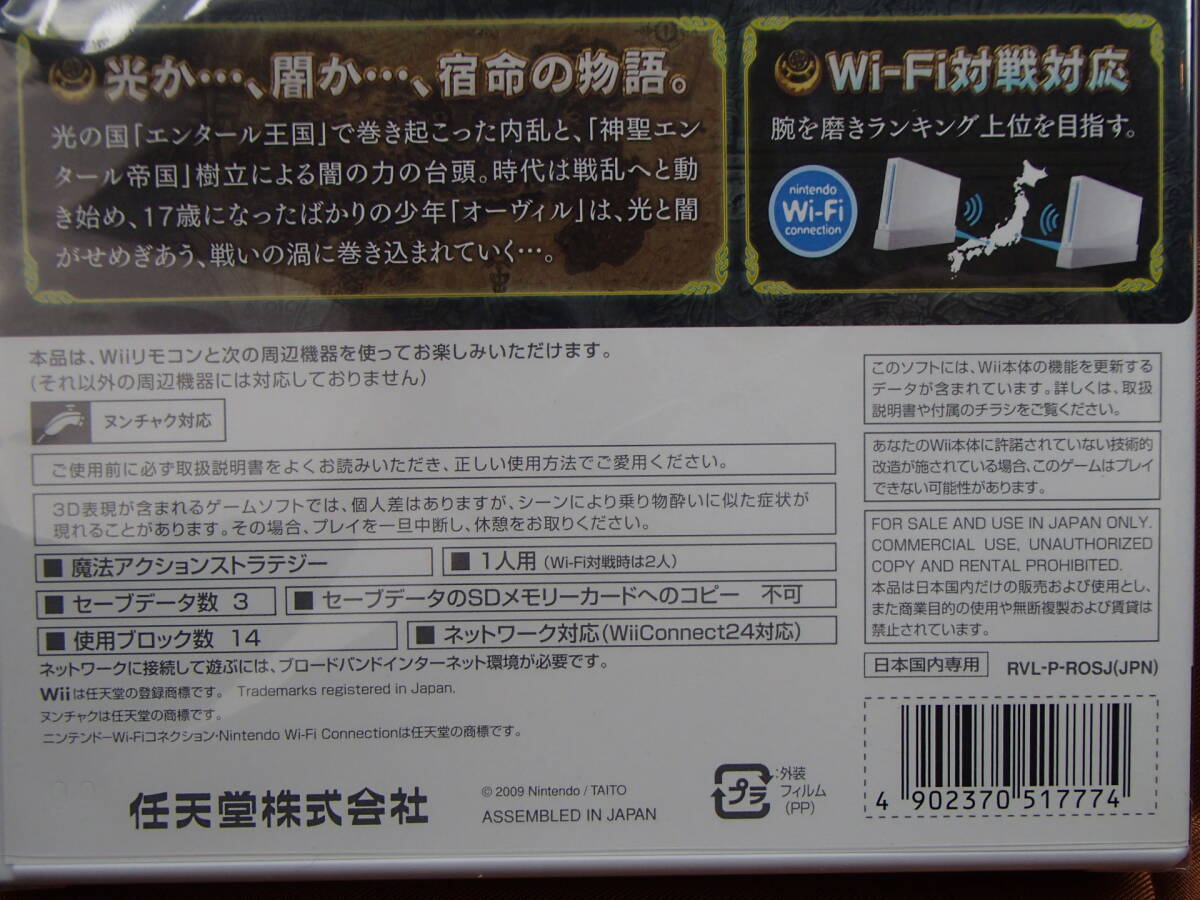 光か…、闇か…、宿命の物語。
光の国「エンタール王国」で巻き起こった内乱と、「神聖エン
タール帝国」樹立による闇の力の台頭。時代は戦乱へと動
き始め、17歳になったばかりの少年「オーヴィル」は、光と闇
がせめぎあう、戦いの渦に巻き込まれていく…。
Wi-Fi対戦対応
腕を磨きランキング上位を目指す。
nintendo
Wi-Fi
connection
本品は、Wiiリモコンと次の周辺機器を使ってお楽しみいただけます。
(それ以外の周辺機器には対応しておりません)
ヌンチャク対応
ご使用前に必ず取扱説明書をよくお読みいただき、正しい使用方法でご愛用ください。
3D表現が含まれるゲームソフトでは、個人差はありますが、シーンにより乗り物酔いに似た症状が
現れることがあります。その場合、プレイを一旦中断し、休憩をお取りください。
■ 魔法アクションストラテジー
■ 1人用 (Wi-Fi対戦時は2人)
■ セーブデータ数 3
■ セーブデータのSDメモリーカードへのコピー 不可
■ 使用ブロック数 14
■ ネットワーク対応(WiiConnect24対応)
ネットワークに接続して遊ぶには、ブロードバンドインターネット環境が必要です。
Wiiは任天堂の登録商標です。 Trademarks registered in Japan.
ヌンチャクは任天堂の商標です。
ニンテンドーWi-Fiコネクション・Nintendo Wi-Fi Connectionは任天堂の商標です。
任天堂株式会社
© 2009 Nintendo / TAITO
ASSEMBLED IN JAPAN
プラ
:外装
フィルム
(PP)
このソフトには、Wii本体の機能を更新する
データが含まれています。詳しくは、取扱
説明書や付属のチラシをご覧ください。
あなたのWii本体に許諾されていない技術的
改造が施されている場合、このゲームはプレイ
できない可能性があります。
FOR SALE AND USE IN JAPAN ONLY.
COMMERCIAL USE, UNAUTHORIZED
COPY AND RENTAL PROHIBITED.
本品は日本国内だけの販売および使用とし、
また商業目的の使用や無断複製および賃貸は
禁止されています。
日本国内専用
RVL-P-ROSJ(JPN)
4 902370 517774